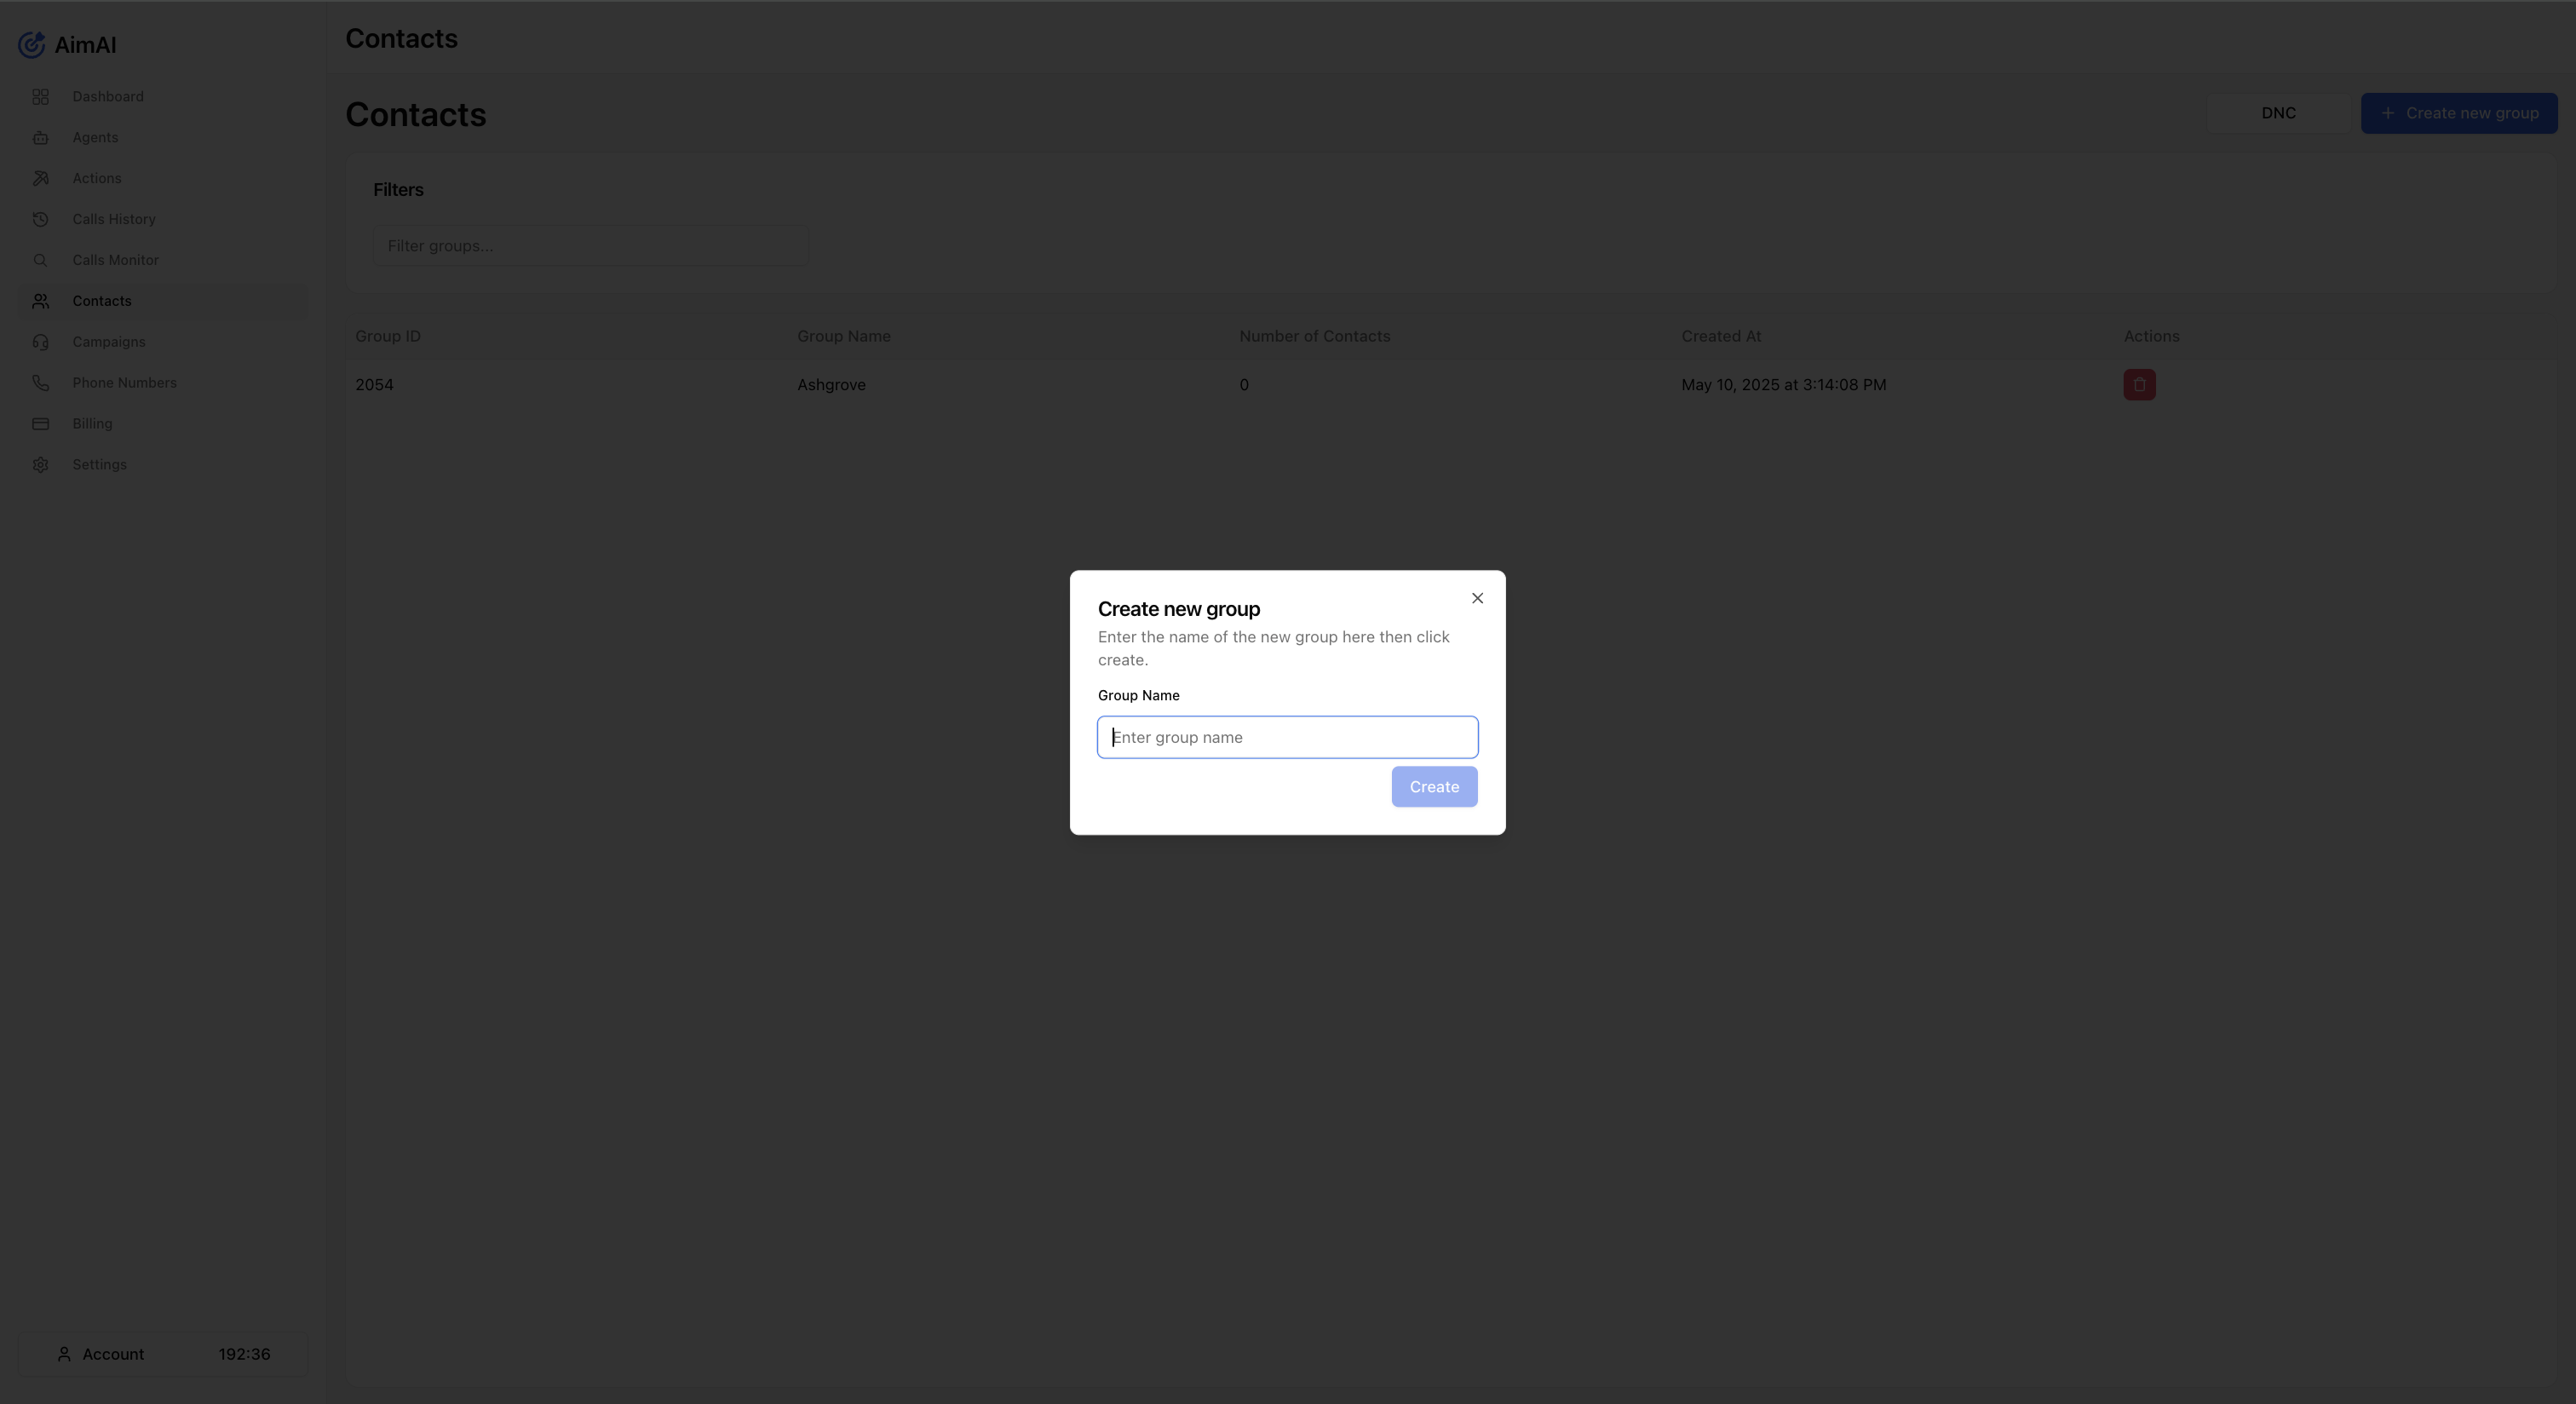 AimAI
Dashboard
Agents
Actions
Calls History
Calls Monitor
Contacts
Campaigns
Phone Numbers
Billing
Settings
Account 192:36
Contacts
Contacts
DNC
Create new group
Filters
Filter groups...
Group ID Group Name Number of Contacts Created At Actions
2054 Ashgrove 0 May 10, 2025 at 3:14:08 PM
Create new group
Enter the name of the new group here then click
create.
Group Name
Enter group name
Create